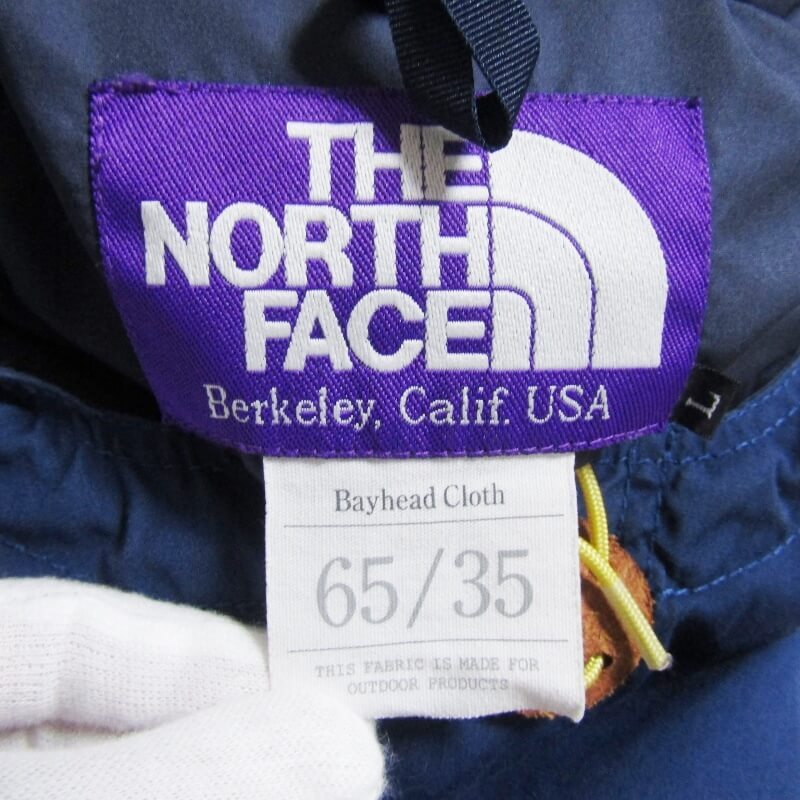 THE
NORTH
FACE
Berkeley, Calif. USA
L
Bayhead Cloth
65/35
THIS FABRIC IS MADE FOR
OUTDOOR PRODUCTS